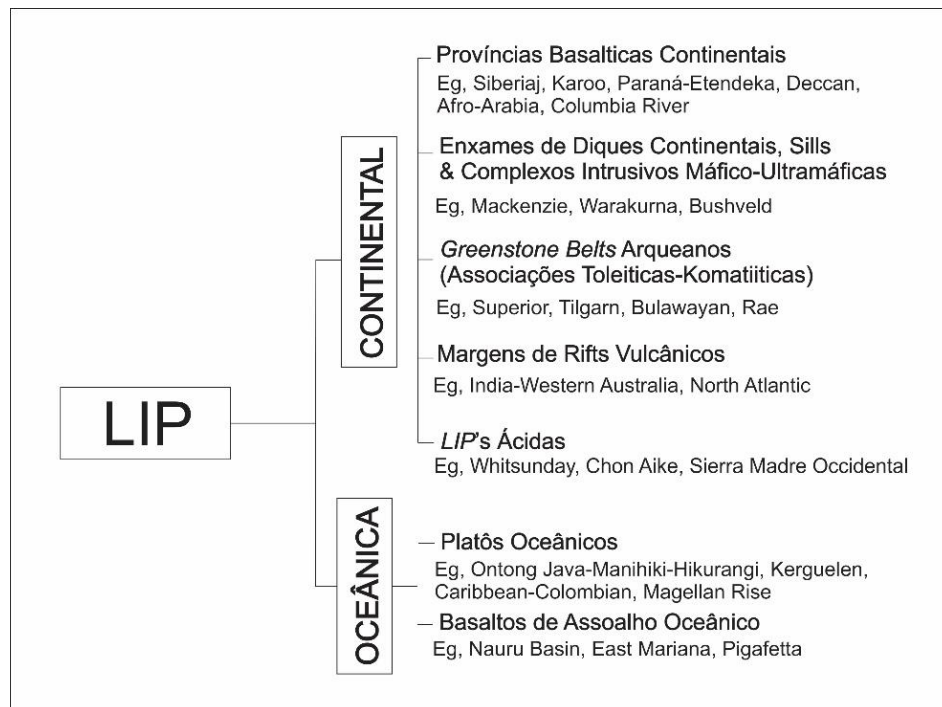 LIP
CONTINENTAL
Províncias Basalticas Continentais
Eg, Siberiaj, Karoo, Paraná-Etendeka, Deccan,
Afro-Arabia, Columbia River
Enxames de Diques Continentais, Sills
& Complexos Intrusivos Máfico-Ultramáficas
Eg, Mackenzie, Warakurna, Bushveld
Greenstone Belts Arqueanos
(Associações Toleiticas-Komatiiticas)
Eg, Superior, Tilgarn, Bulawayan, Rae
Margens de Rifts Vulcânicos
Eg, India-Western Australia, North Atlantic
LIP's Ácidas
Eg, Whitsunday, Chon Aike, Sierra Madre Occidental
OCEÂNICA
Platôs Oceânicos
Eg, Ontong Java-Manihiki-Hikurangi, Kerguelen,
Caribbean-Colombian, Magellan Rise
Basaltos de Assoalho Oceânico
Eg, Nauru Basin, East Mariana, Pigafetta